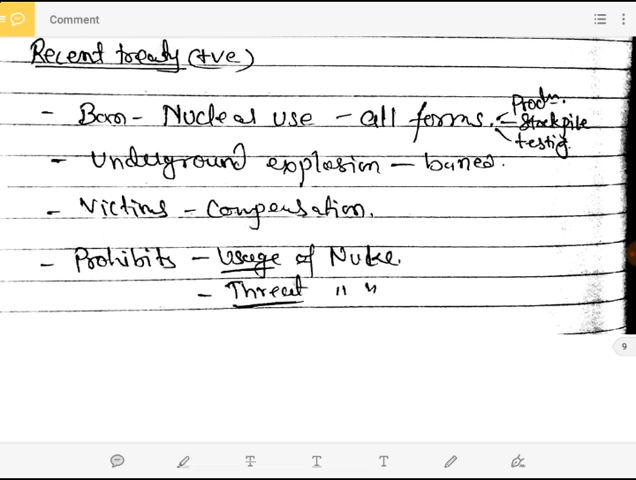 Comment
Recent treaty (+ve)
- Ban - Nuclear use - all forms. Prodn.
Stockpile
testig
- Underground explosion - baned.
- Victims - Compensation.
- Prohibits - Usage of Nuke.
- Threat " "
9